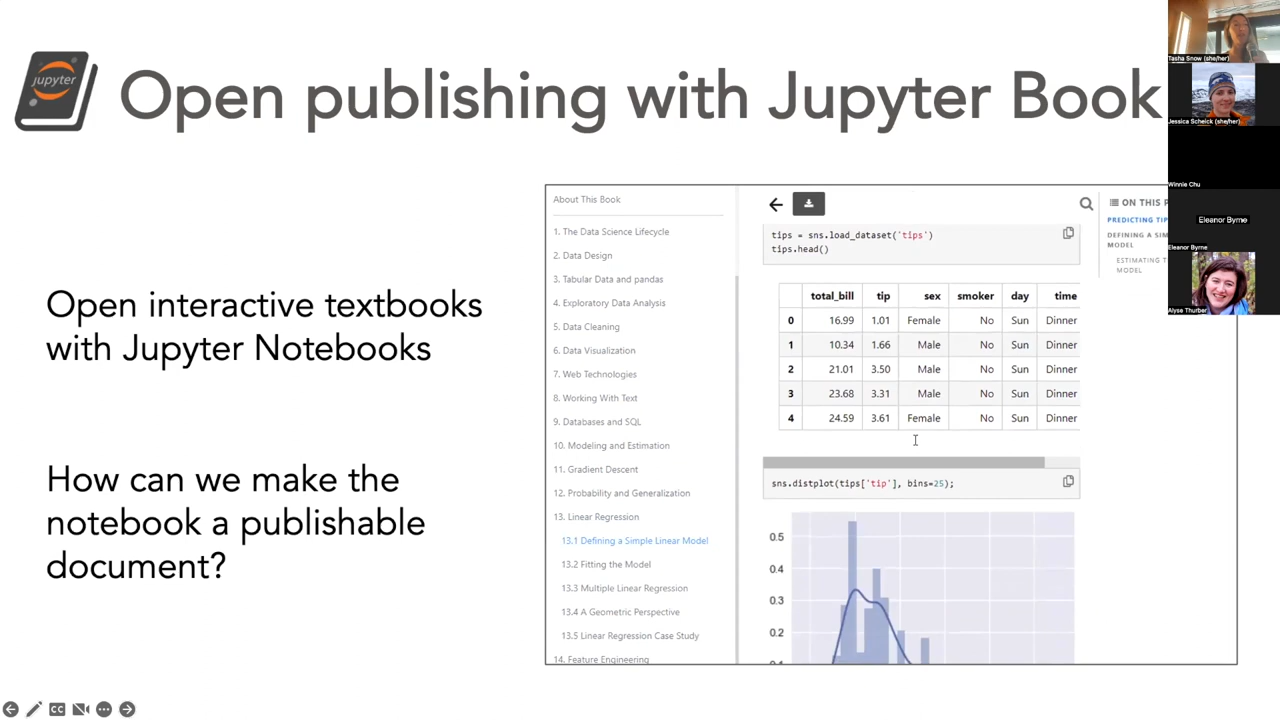 jupyter
Open publishing with Jupyter Book
Open interactive textbooks
with Jupyter Notebooks
How can we make the
notebook a publishable
document?
About This Book
1. The Data Science Lifecycle
2. Data Design
3. Tabular Data and pandas
4. Exploratory Data Analysis
5. Data Cleaning
6. Data Visualization
7. Web Technologies
8. Working With Text
9. Databases and SQL
10. Modeling and Estimation
11. Gradient Descent
12. Probability and Generalization
13. Linear Regression
13.1 Defining a Simple Linear Model
13.2 Fitting the Model
13.3 Multiple Linear Regression
13.4 A Geometric Perspective
13.5 Linear Regression Case Study
14. Feature Engineering
tips = sns.load_dataset('tips')
tips.head()
total_bill tip sex smoker day time
0 16.99 1.01 Female No Sun Dinner
1 10.34 1.66 Male No Sun Dinner
2 21.01 3.50 Male No Sun Dinner
3 23.68 3.31 Male No Sun Dinner
4 24.59 3.61 Female No Sun Dinner
sns.distplot(tips['tip'], bins=25);
0.5
0.4
0.3
0.2
0.1
ON THIS P
PREDICTING TIP
DEFINING A SIM
MODEL
ESTIMATING T
MODEL
Tasha Snow (she/her)
Jessica Scheick (she/her)
Winnie Chu
Eleanor Byrne
Eleanor Byrne
Alyse Thurber
CC